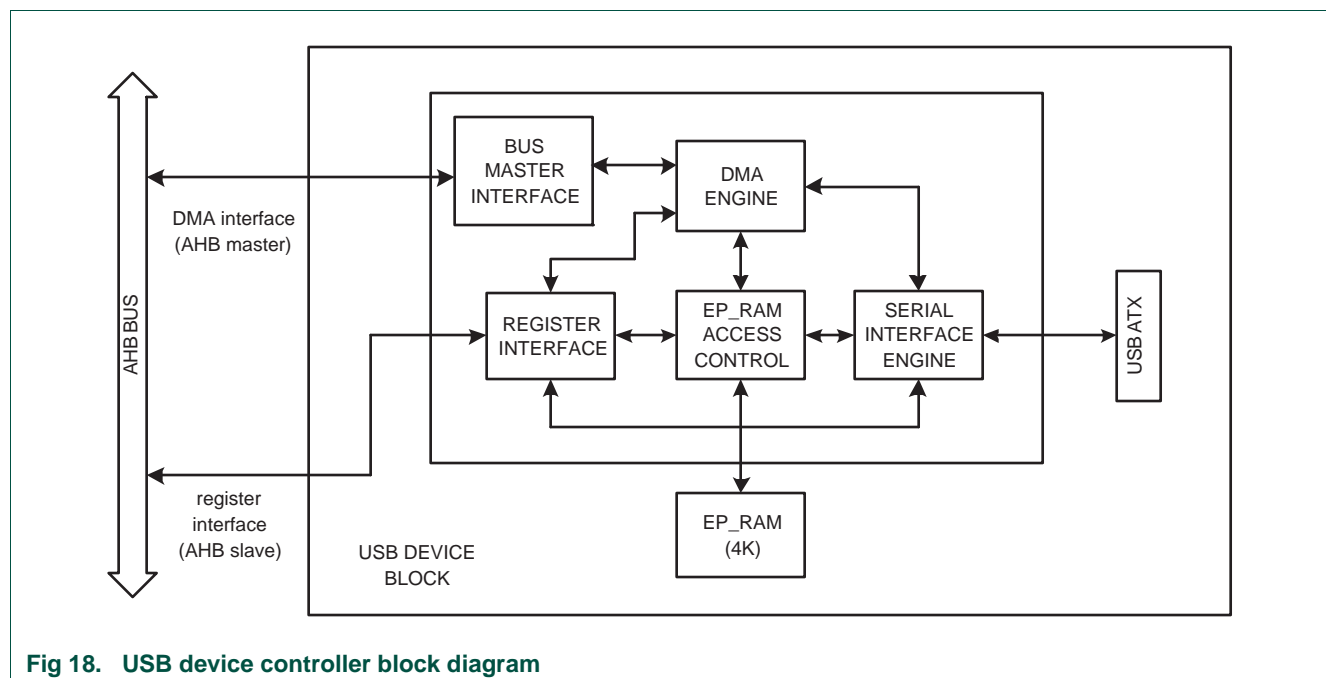 BUS
MASTER
INTERFACE
DMA
ENGINE
DMA interface
(AHB master)
AHB BUS
REGISTER
INTERFACE
EP_RAM
ACCESS
CONTROL
SERIAL
INTERFACE
ENGINE
USB ATX
register
interface
(AHB slave)
USB DEVICE
BLOCK
EP_RAM
(4K)
Fig 18. USB device controller block diagram